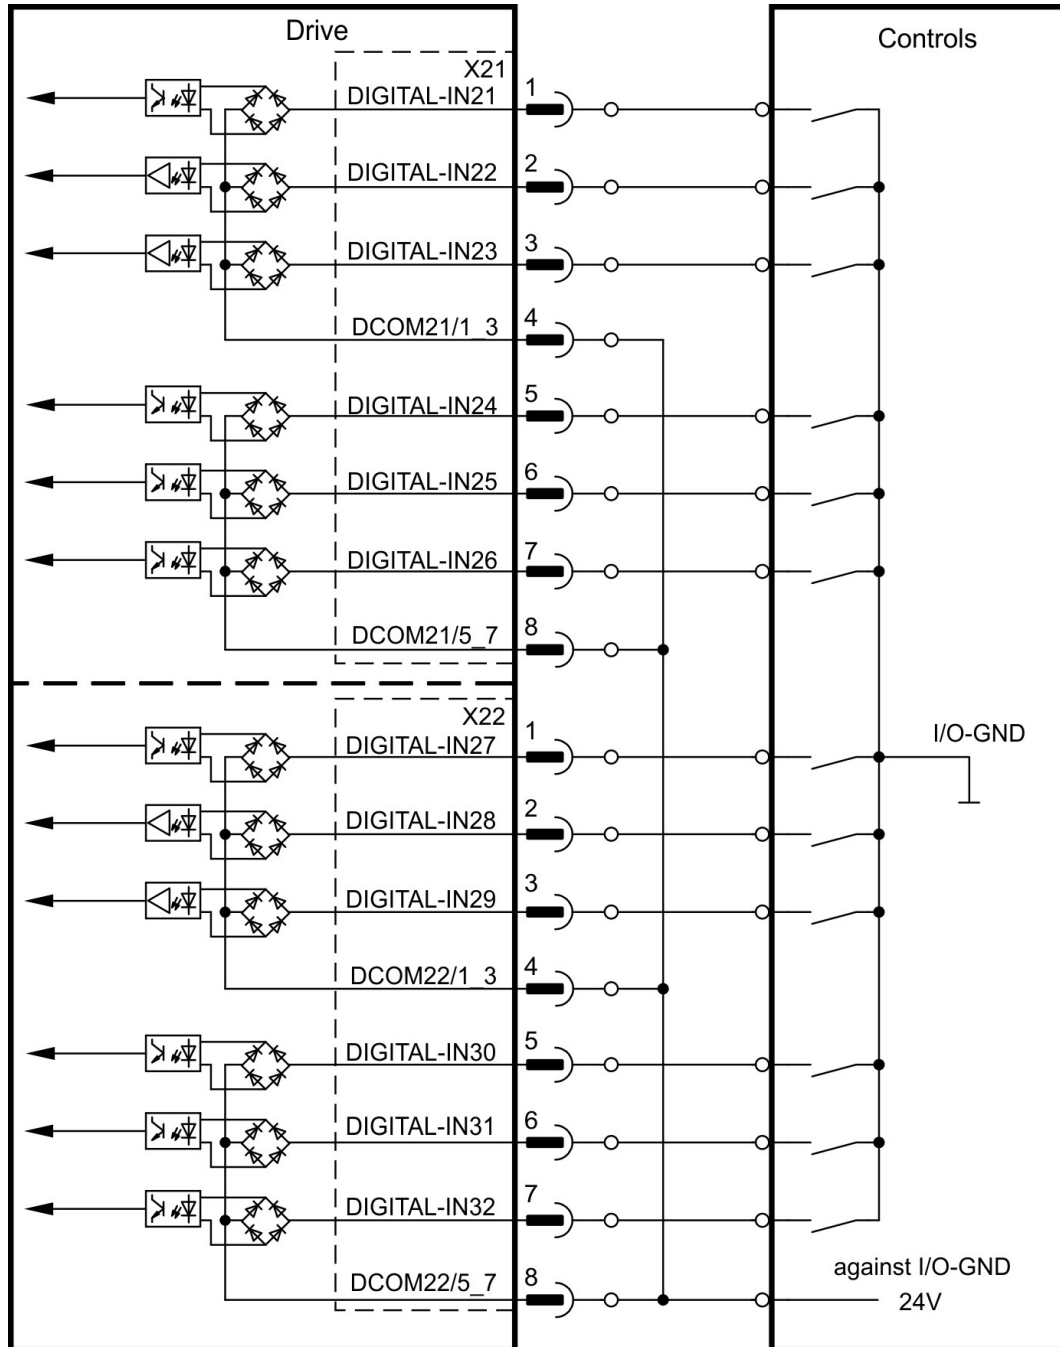 Drive
Controls
X21
DIGITAL-IN21
1
DIGITAL-IN22
2
DIGITAL-IN23
3
DCOM21/1_3
4
DIGITAL-IN24
5
DIGITAL-IN25
6
DIGITAL-IN26
7
DCOM21/5_7
8
X22
DIGITAL-IN27
1
I/O-GND
DIGITAL-IN28
2
DIGITAL-IN29
3
DCOM22/1_3
4
DIGITAL-IN30
5
DIGITAL-IN31
6
DIGITAL-IN32
7
DCOM22/5_7
8
against I/O-GND
24V